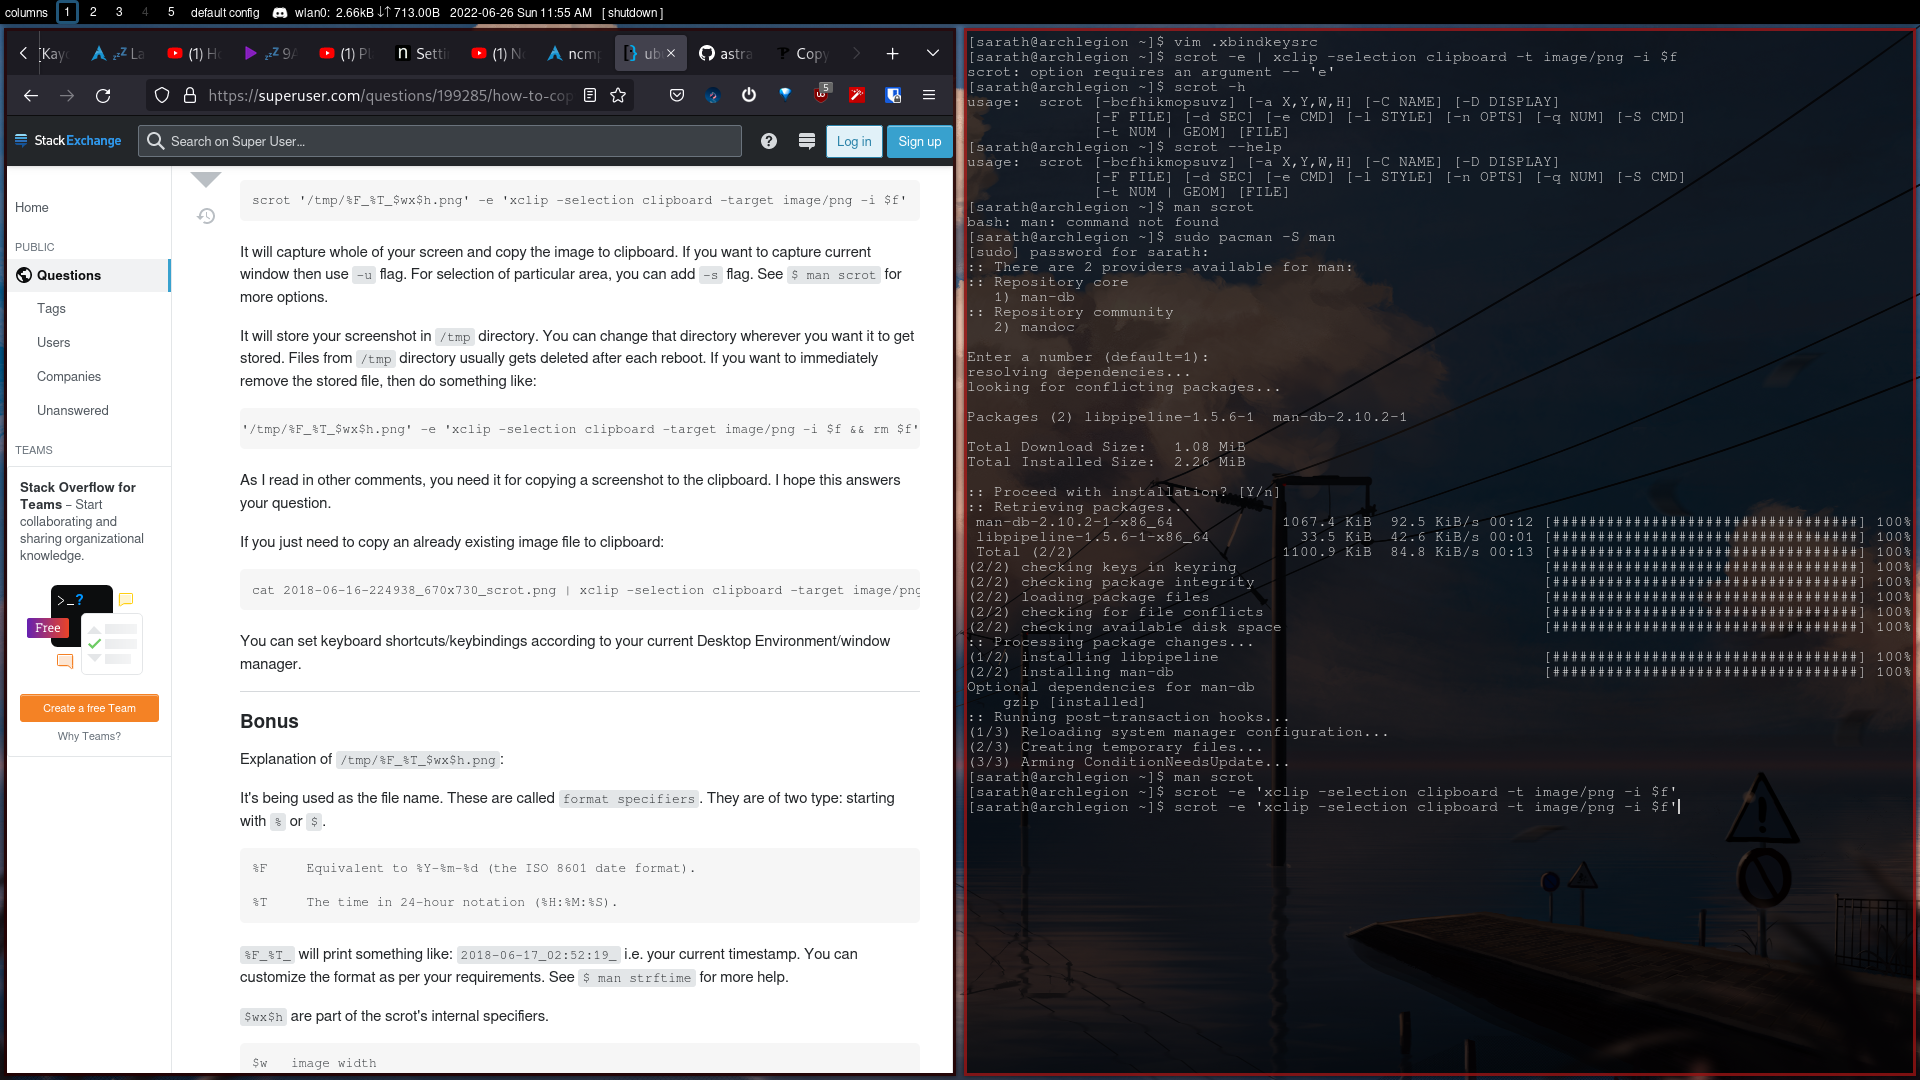 columns 1 2 3 4 5 default config wlan0: 2.66kB ↓↑ 713.00B 2022-06-26 Sun 11:55 AM [ shutdown ]
[Kayo La (1) H 9A (1) Pl Setti (1) N ncmp ub astra Copy
https://superuser.com/questions/199285/how-to-cop 5
StackExchange Search on Super User... Log in Sign up
Home
PUBLIC
Questions
Tags
Users
Companies
Unanswered
TEAMS
Stack Overflow for
Teams – Start
collaborating and
sharing organizational
knowledge.
>_?
Free
Create a free Team
Why Teams?
scrot '/tmp/%F_%T_$wx$h.png' -e 'xclip -selection clipboard -target image/png -i $f'
It will capture whole of your screen and copy the image to clipboard. If you want to capture current
window then use -u flag. For selection of particular area, you can add -s flag. See $ man scrot for
more options.
It will store your screenshot in /tmp directory. You can change that directory wherever you want it to get
stored. Files from /tmp directory usually gets deleted after each reboot. If you want to immediately
remove the stored file, then do something like:
'/tmp/%F_%T_$wx$h.png' -e 'xclip -selection clipboard -target image/png -i $f && rm $f'
As I read in other comments, you need it for copying a screenshot to the clipboard. I hope this answers
your question.
If you just need to copy an already existing image file to clipboard:
cat 2018-06-16-224938_670x730_scrot.png | xclip -selection clipboard -target image/png
You can set keyboard shortcuts/keybindings according to your current Desktop Environment/window
manager.
Bonus
Explanation of /tmp/%F_%T_$wx$h.png:
It's being used as the file name. These are called format specifiers. They are of two type: starting
with % or $.
%F Equivalent to %Y-%m-%d (the ISO 8601 date format).
%T The time in 24-hour notation (%H:%M:%S).
%F_%T_ will print something like: 2018-06-17_02:52:19_ i.e. your current timestamp. You can
customize the format as per your requirements. See $ man strftime for more help.
$wx$h are part of the scrot's internal specifiers.
$w image width
[sarath@archlegion ~]$ vim .xbindkeysrc
[sarath@archlegion ~]$ scrot -e | xclip -selection clipboard -t image/png -i $f
scrot: option requires an argument -- 'e'
[sarath@archlegion ~]$ scrot -h
usage: scrot [-bcfhikmopsuvz] [-a X,Y,W,H] [-C NAME] [-D DISPLAY]
[-F FILE] [-d SEC] [-e CMD] [-l STYLE] [-n OPTS] [-q NUM] [-S CMD]
[-t NUM | GEOM] [FILE]
[sarath@archlegion ~]$ scrot --help
usage: scrot [-bcfhikmopsuvz] [-a X,Y,W,H] [-C NAME] [-D DISPLAY]
[-F FILE] [-d SEC] [-e CMD] [-l STYLE] [-n OPTS] [-q NUM] [-S CMD]
[-t NUM | GEOM] [FILE]
[sarath@archlegion ~]$ man scrot
bash: man: command not found
[sarath@archlegion ~]$ sudo pacman -S man
[sudo] password for sarath:
:: There are 2 providers available for man:
:: Repository core
1) man-db
:: Repository community
2) mandoc
Enter a number (default=1):
resolving dependencies...
looking for conflicting packages...
Packages (2) libpipeline-1.5.6-1 man-db-2.10.2-1
Total Download Size: 1.08 MiB
Total Installed Size: 2.26 MiB
:: Proceed with installation? [Y/n]
:: Retrieving packages...
man-db-2.10.2-1-x86_64 1067.4 KiB 92.5 KiB/s 00:12 [##################################] 100%
libpipeline-1.5.6-1-x86_64 33.5 KiB 42.6 KiB/s 00:01 [##################################] 100%
Total (2/2) 1100.9 KiB 84.8 KiB/s 00:13 [##################################] 100%
(2/2) checking keys in keyring [##################################] 100%
(2/2) checking package integrity [##################################] 100%
(2/2) loading package files [##################################] 100%
(2/2) checking for file conflicts [##################################] 100%
(2/2) checking available disk space [##################################] 100%
:: Processing package changes...
(1/2) installing libpipeline [##################################] 100%
(2/2) installing man-db [##################################] 100%
Optional dependencies for man-db
gzip [installed]
:: Running post-transaction hooks...
(1/3) Reloading system manager configuration...
(2/3) Creating temporary files...
(3/3) Arming ConditionNeedsUpdate...
[sarath@archlegion ~]$ man scrot
[sarath@archlegion ~]$ scrot -e 'xclip -selection clipboard -t image/png -i $f'
[sarath@archlegion ~]$ scrot -e 'xclip -selection clipboard -t image/png -i $f'